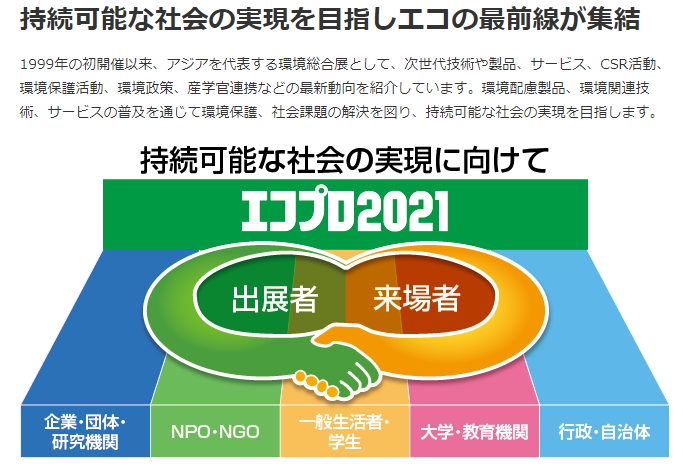 持続可能な社会の実現を目指しエコの最前線が集結
1999年の初開催以来、アジアを代表する環境総合展として、次世代技術や製品、サービス、CSR活動、
環境保護活動、環境政策、産学官連携などの最新動向を紹介しています。環境配慮製品、環境関連技
術、サービスの普及を通じて環境保護、社会課題の解決を図り、持続可能な社会の実現を目指します。
持続可能な社会の実現に向けて
エコプロ2021
出展者 来場者
企業・団体・
研究機関
NPO・NGO
一般生活者・
学生
大学・教育機関
行政・自治体